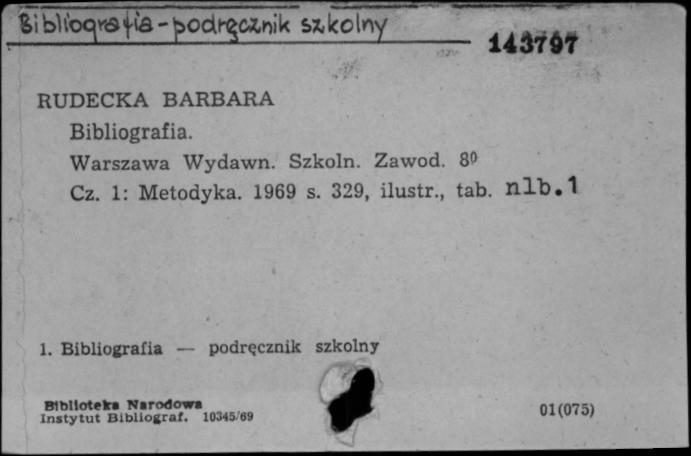 Bibliografia - podręcznik szkolny
143797
RUDECKA BARBARA
Bibliografia.
Warszawa Wydawn. Szkoln. Zawod. 8⁰
Cz. 1: Metodyka. 1969 s. 329, ilustr., tab. nlb.1
1. Bibliografia — podręcznik szkolny
Biblioteka Narodowa
Instytut Bibliograf. 10345/69
01(075)